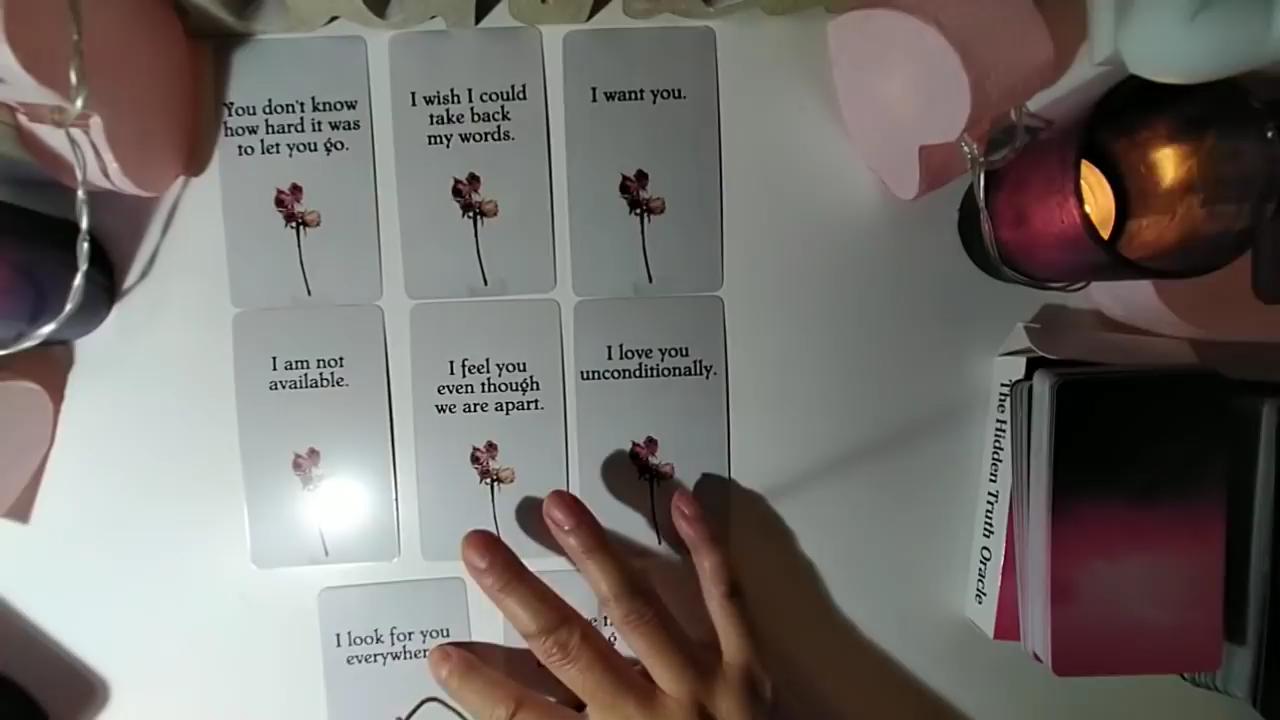 You don't know
how hard it was
to let you go.
I wish I could
take back
my words.
I want you.
I am not
available.
I feel you
even though
we are apart.
I love you
unconditionally.
I look for you
The Hidden Truth Oracle